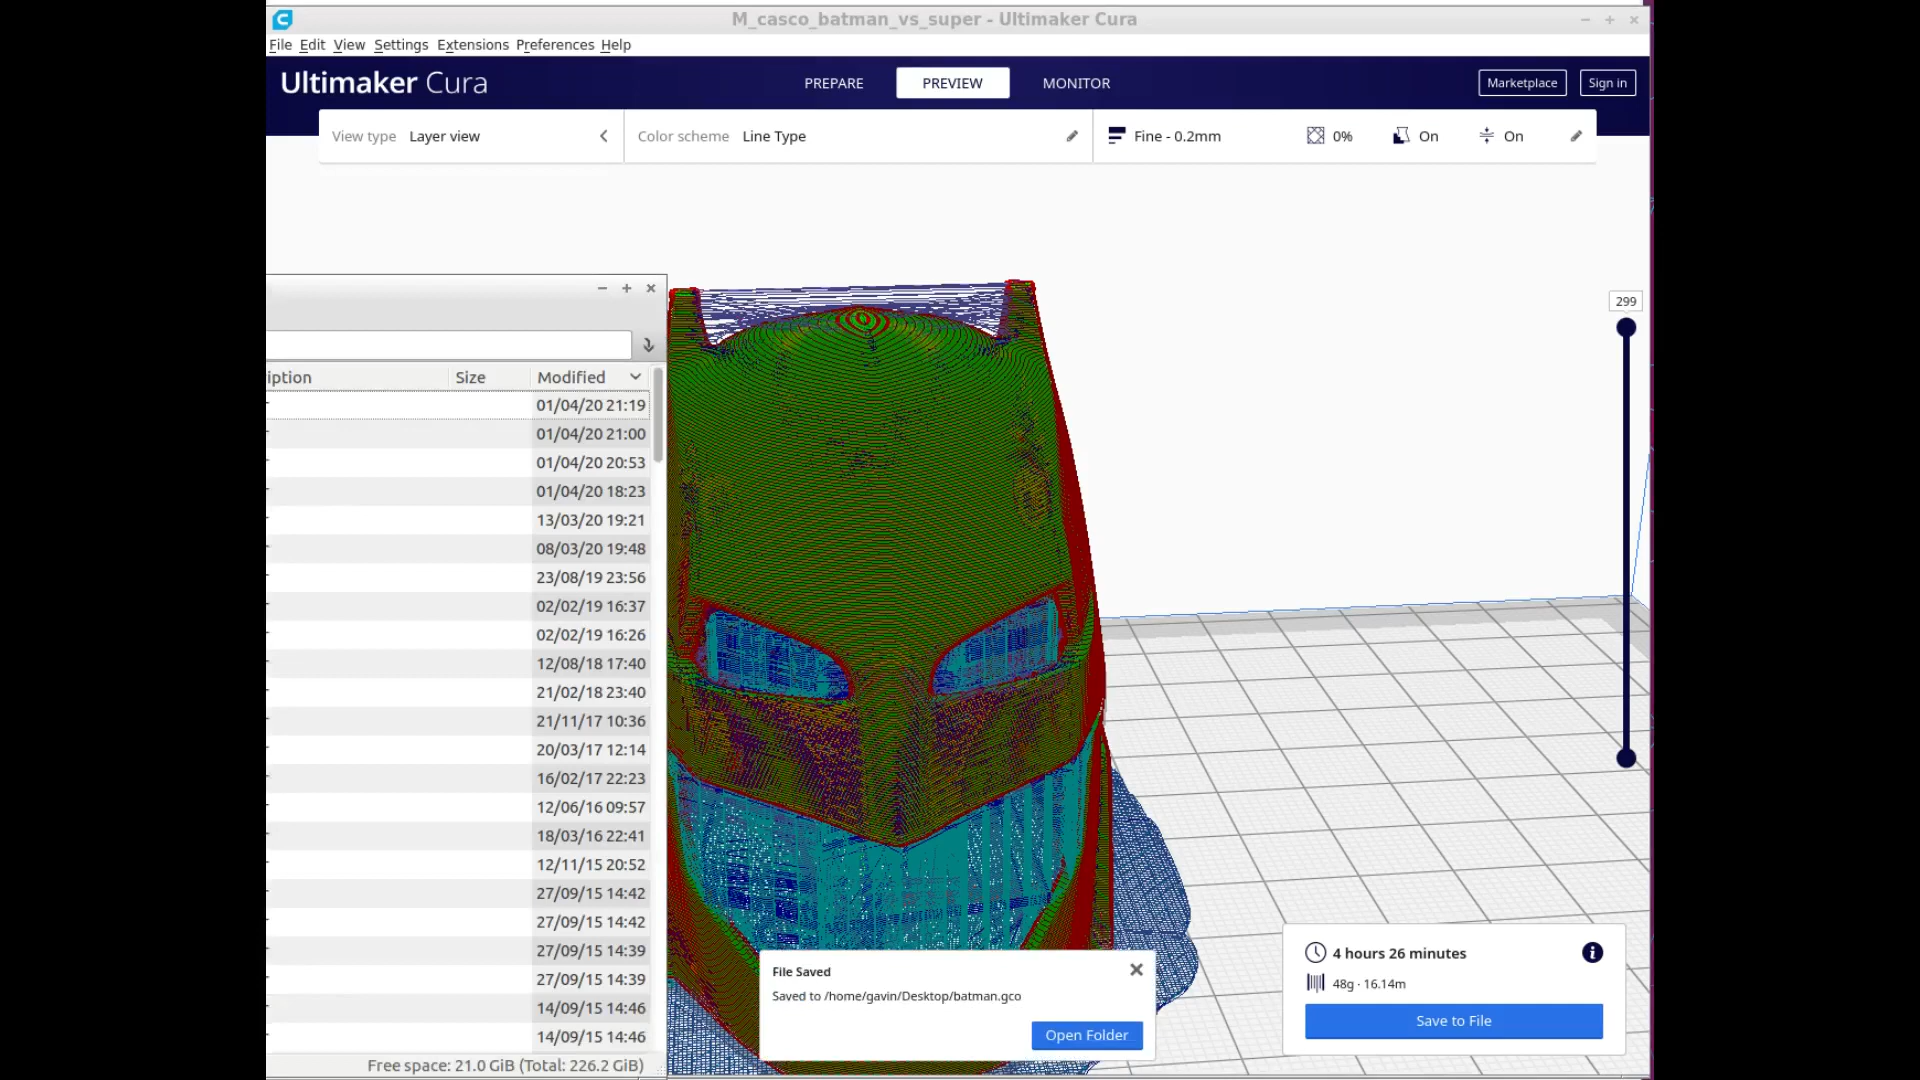 M_casco_batman_vs_super - Ultimaker Cura
File Edit View Settings Extensions Preferences Help
Ultimaker Cura
PREPARE
PREVIEW
MONITOR
Marketplace
Sign in
View type Layer view
Color scheme Line Type
Fine - 0.2mm
0%
On
On
299
iption Size Modified
01/04/20 21:19
01/04/20 21:00
01/04/20 20:53
01/04/20 18:23
13/03/20 19:21
08/03/20 19:48
23/08/19 23:56
02/02/19 16:37
02/02/19 16:26
12/08/18 17:40
21/02/18 23:40
21/11/17 10:36
20/03/17 12:14
16/02/17 22:23
12/06/16 09:57
18/03/16 22:41
12/11/15 20:52
27/09/15 14:42
27/09/15 14:42
27/09/15 14:39
27/09/15 14:39
14/09/15 14:46
14/09/15 14:46
Free space: 21.0 GiB (Total: 226.2 GiB)
File Saved
Saved to /home/gavin/Desktop/batman.gco
Open Folder
4 hours 26 minutes
48g · 16.14m
Save to File